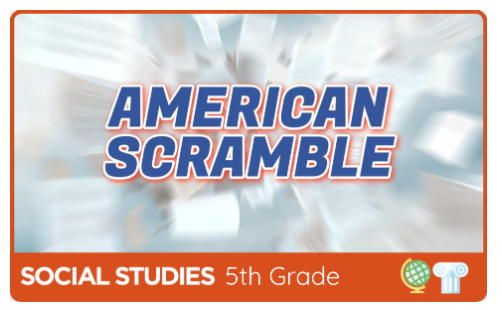 AMERICAN
SCRAMBLE
SOCIAL STUDIES 5th Grade